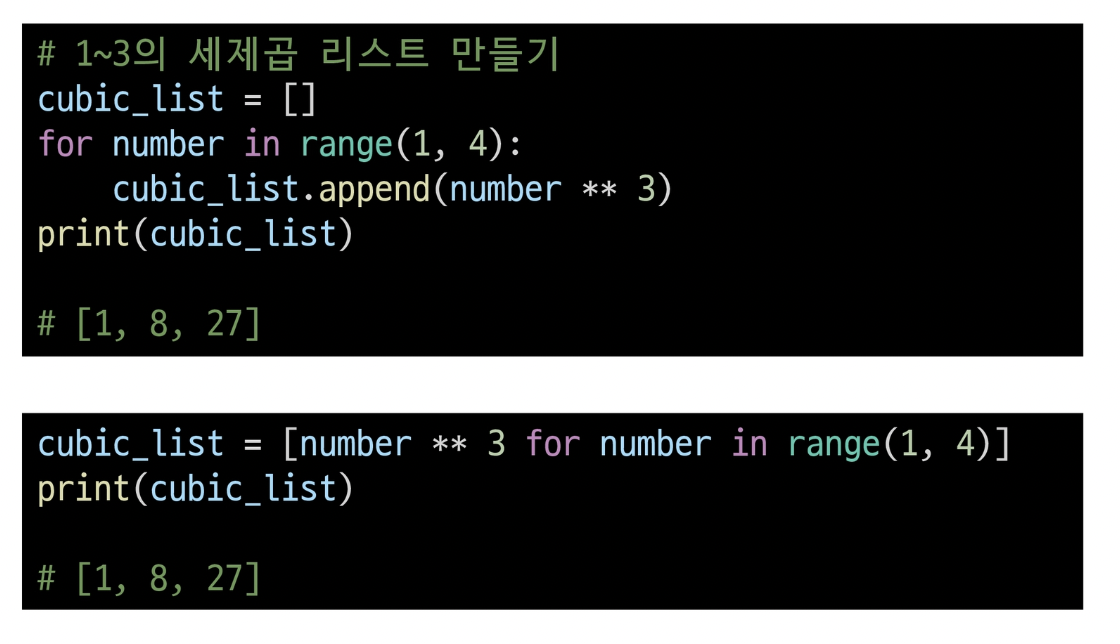 # 1~3의 세제곱 리스트 만들기
cubic_list = []
for number in range(1, 4):
    cubic_list.append(number ** 3)
print(cubic_list)
# [1, 8, 27]
cubic_list = [number ** 3 for number in range(1, 4)]
print(cubic_list)
# [1, 8, 27]